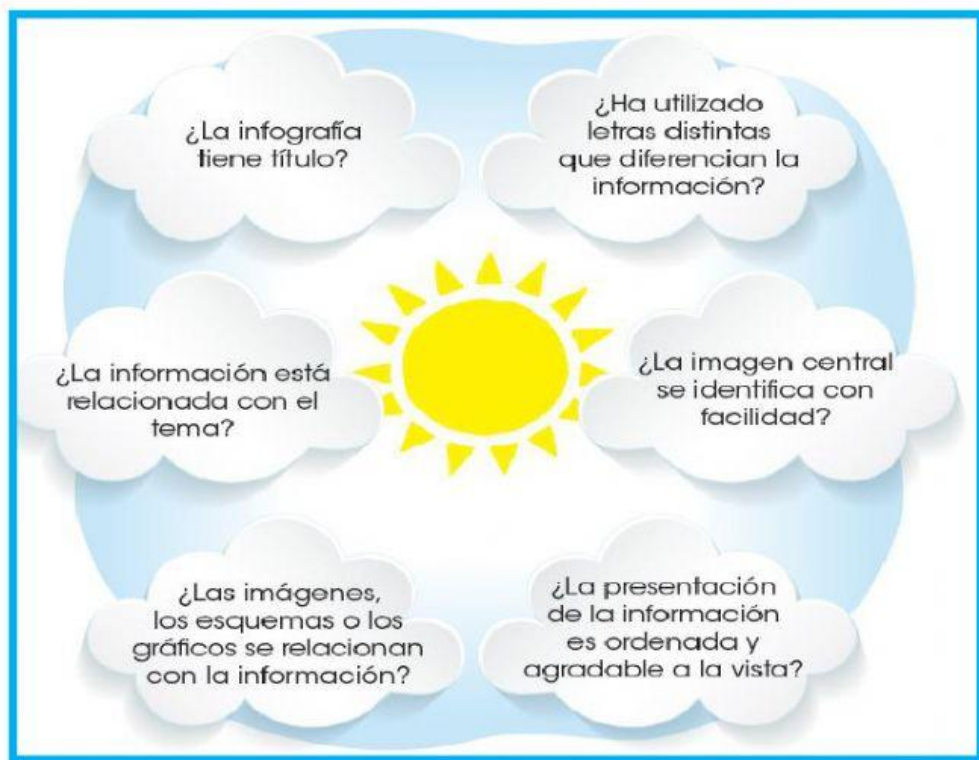 ¿La infografía
tiene título?
¿Ha utilizado
letras distintas
que diferencian la
información?
¿La información está
relacionada con el
tema?
¿La imagen central
se identifica con
facilidad?
¿Las imágenes,
los esquemas o los
gráficos se relacionan
con la información?
¿La presentación
de la información
es ordenada y
agradable a la vista?